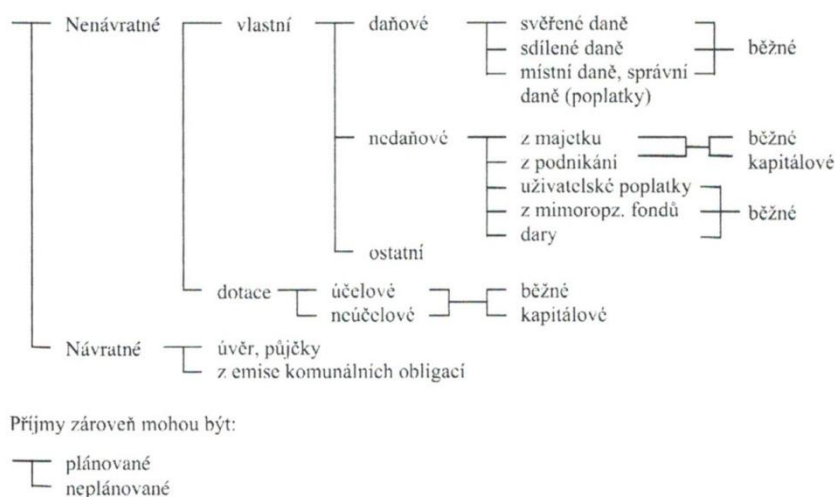 Nenávratné vlastní daňové svěřené daně
sdílené daně běžné
místní daně, správní
daně (poplatky)
nedaňové z majetku běžné
z podnikání kapitálové
uživatelské poplatky
z mimoropz. fondů běžné
dary
ostatní
dotace účelové běžné
neúčelové kapitálové
Návratné úvěr, půjčky
z emise komunálních obligací
Příjmy zároveň mohou být:
plánované
neplánované